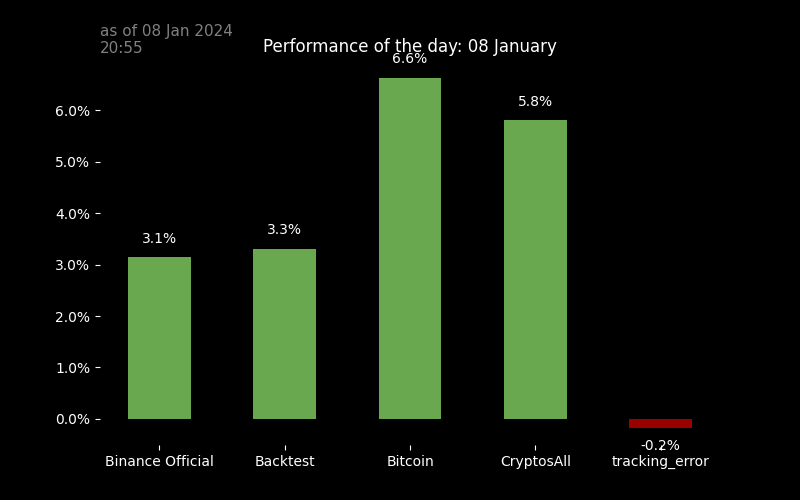 as of 08 Jan 2024
20:55
Performance of the day: 08 January
6.6%
6.0%
5.8%
5.0%
4.0%
3.3%
3.1%
3.0%
2.0%
1.0%
0.0%
-0.2%
Binance Official
Backtest
Bitcoin
CryptosAll
tracking_error